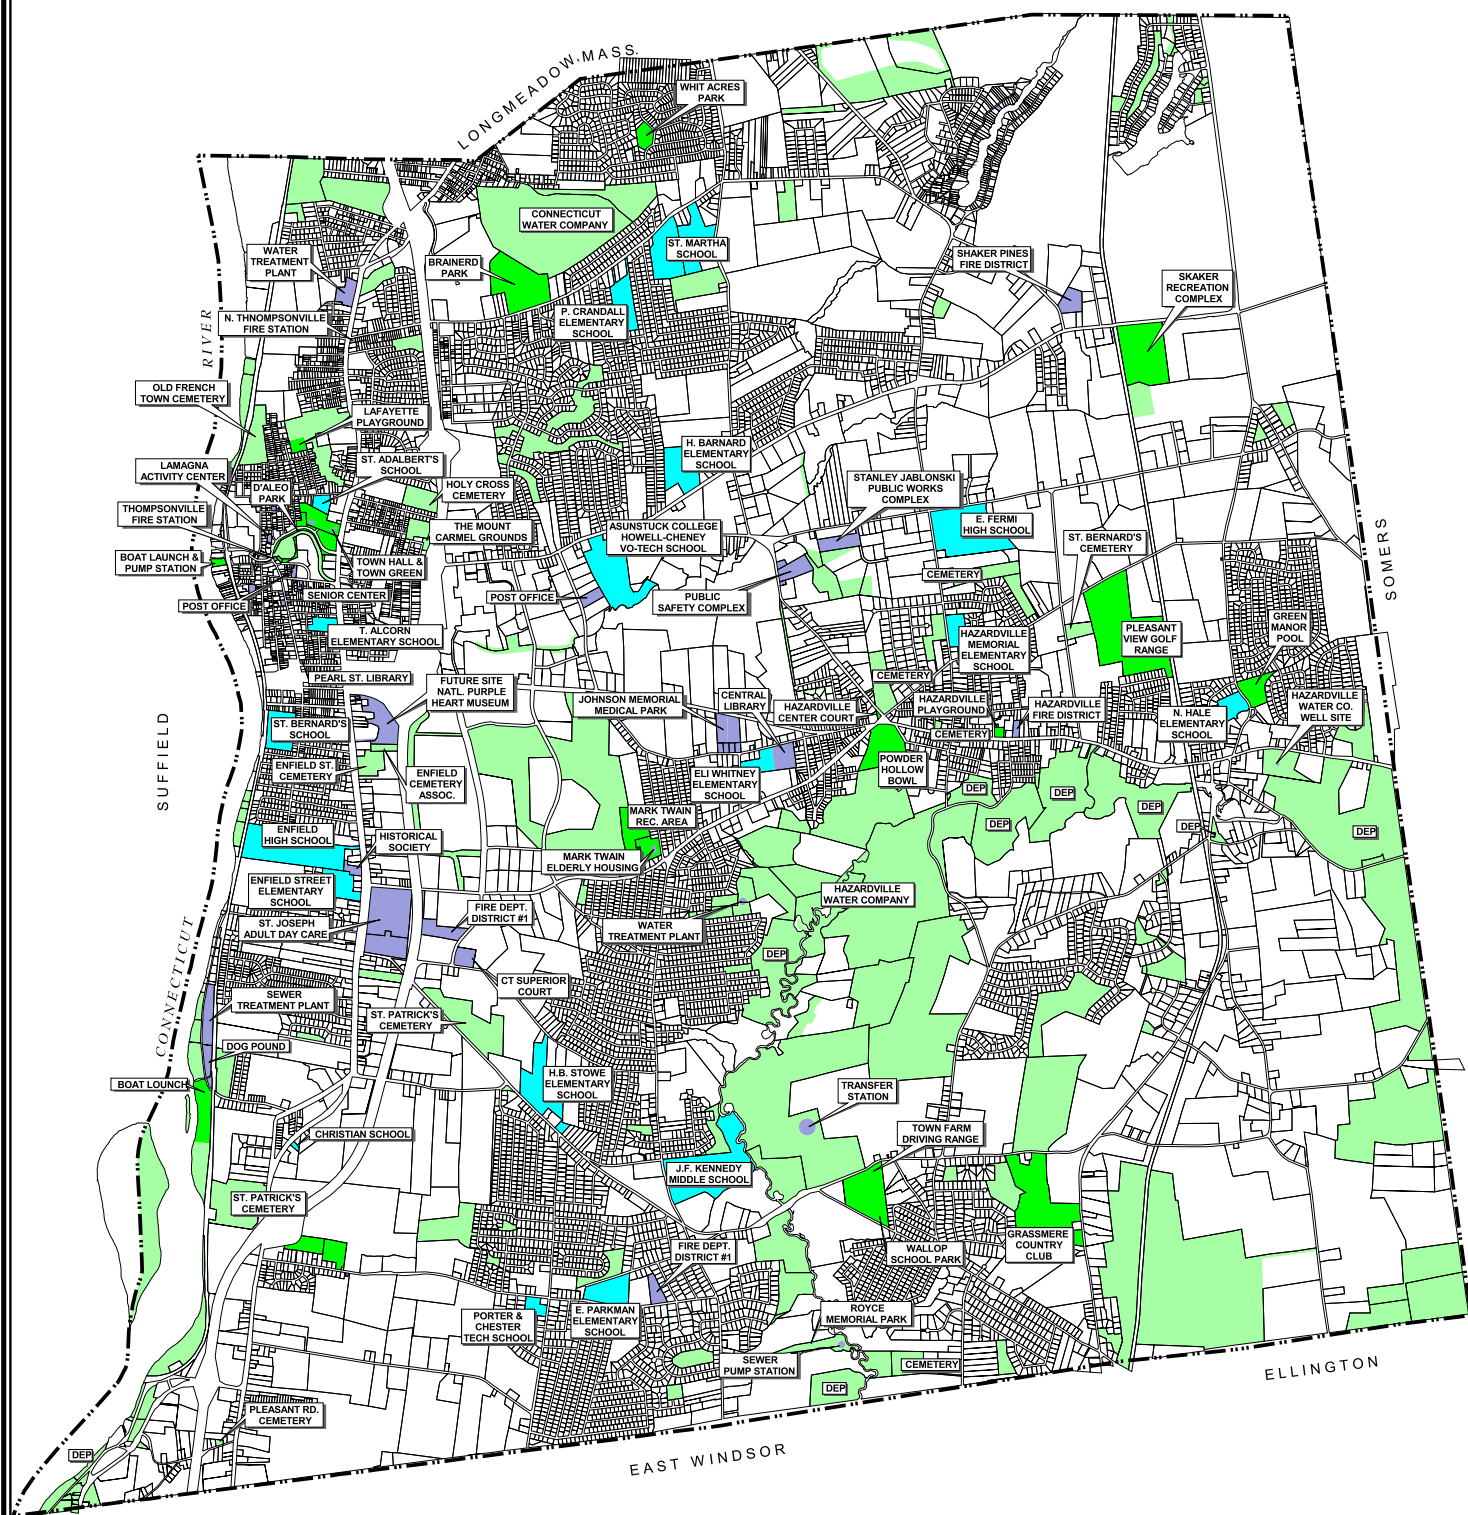 LONGMEADOW, MASS.
WHIT ACRES
PARK
CONNECTICUT
WATER COMPANY
ST. MARTHA
SCHOOL
WATER
TREATMENT
PLANT
BRAINERD
PARK
SHAKER PINES
FIRE DISTRICT
SKAKER
RECREATION
COMPLEX
N. THNOMPSONVILLE
FIRE STATION
P. CRANDALL
ELEMENTARY
SCHOOL
RIVER
OLD FRENCH
TOWN CEMETERY
LAFAYETTE
PLAYGROUND
H. BARNARD
ELEMENTARY
SCHOOL
LAMAGNA
ACTIVITY CENTER
ST. ADALBERT'S
SCHOOL
D'ALEO
PARK
HOLY CROSS
CEMETERY
STANLEY JABLONSKI
PUBLIC WORKS
COMPLEX
THOMPSONVILLE
FIRE STATION
THE MOUNT
CARMEL GROUNDS
ASUNSTUCK COLLEGE
HOWELL-CHENEY
VO-TECH SCHOOL
E. FERMI
HIGH SCHOOL
ST. BERNARD'S
CEMETERY
BOAT LAUNCH &
PUMP STATION
TOWN HALL &
TOWN GREEN
CEMETERY
SOMERS
POST OFFICE
SENIOR CENTER
POST OFFICE
PUBLIC
SAFETY COMPLEX
T. ALCORN
ELEMENTARY SCHOOL
HAZARDVILLE
MEMORIAL
ELEMENTARY
SCHOOL
PLEASANT
VIEW GOLF
RANGE
GREEN
MANOR
POOL
PEARL ST. LIBRARY
FUTURE SITE
NATL. PURPLE
HEART MUSEUM
CEMETERY
JOHNSON MEMORIAL
MEDICAL PARK
CENTRAL
LIBRARY
HAZARDVILLE
CENTER COURT
HAZARDVILLE
PLAYGROUND
HAZARDVILLE
FIRE DISTRICT
HAZARDVILLE
WATER CO.
WELL SITE
N. HALE
ELEMENTARY
SCHOOL
ST. BERNARD'S
SCHOOL
CEMETERY
SUFFIELD
ENFIELD ST.
CEMETERY
ENFIELD
CEMETERY
ASSOC.
ELI WHITNEY
ELEMENTARY
SCHOOL
POWDER
HOLLOW
BOWL
DEP
DEP
DEP
DEP
DEP
DEP
MARK TWAIN
REC. AREA
ENFIELD
HIGH SCHOOL
HISTORICAL
SOCIETY
MARK TWAIN
ELDERLY HOUSING
ENFIELD STREET
ELEMENTARY
SCHOOL
HAZARDVILLE
WATER COMPANY
FIRE DEPT.
DISTRICT #1
ST. JOSEPH
ADULT DAY CARE
WATER
TREATMENT PLANT
DEP
CONNECTICUT
CT SUPERIOR
COURT
SEWER
TREATMENT PLANT
ST. PATRICK'S
CEMETERY
DOG POUND
BOAT LOUNCH
H.B. STOWE
ELEMENTARY
SCHOOL
TRANSFER
STATION
CHRISTIAN SCHOOL
TOWN FARM
DRIVING RANGE
J.F. KENNEDY
MIDDLE SCHOOL
ST. PATRICK'S
CEMETERY
GRASSMERE
COUNTRY
CLUB
FIRE DEPT.
DISTRICT #1
WALLOP
SCHOOL PARK
PORTER &
CHESTER
TECH SCHOOL
E. PARKMAN
ELEMENTARY
SCHOOL
ROYCE
MEMORIAL PARK
SEWER
PUMP STATION
CEMETERY
DEP
ELLINGTON
PLEASANT RD.
CEMETERY
DEP
EAST WINDSOR